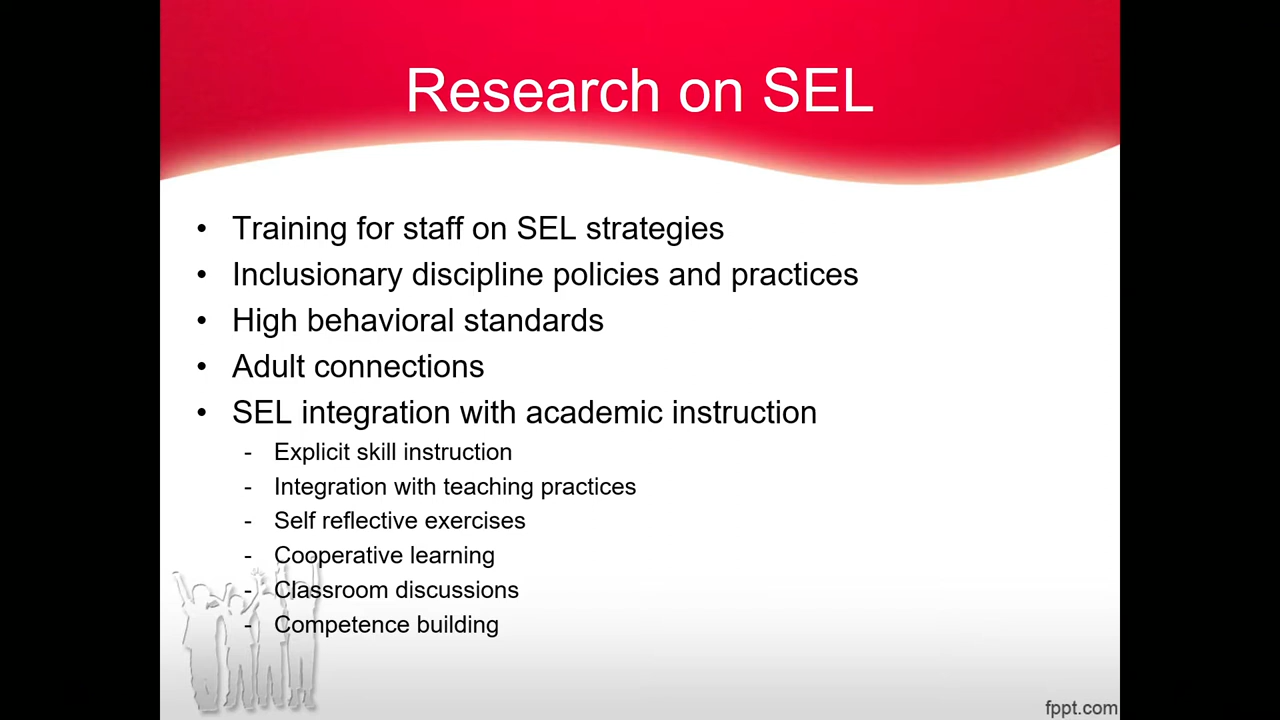 Research on SEL
• Training for staff on SEL strategies
• Inclusionary discipline policies and practices
• High behavioral standards
• Adult connections
• SEL integration with academic instruction
- Explicit skill instruction
- Integration with teaching practices
- Self reflective exercises
- Cooperative learning
- Classroom discussions
- Competence building
fppt.com